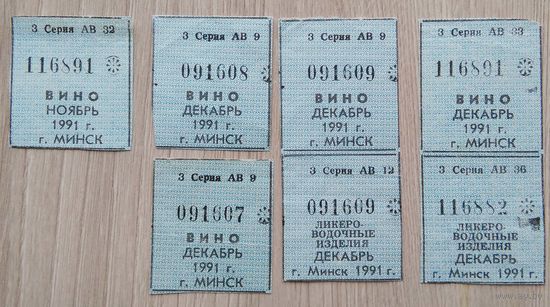 3 Серия АВ 32
116891
ВИНО
НОЯБРЬ
1991 г.
г. МИНСК
3 Серия АВ 9
091608
ВИНО
ДЕКАБРЬ
1991 г.
г. МИНСК
3 Серия АВ 9
091609
ВИНО
ДЕКАБРЬ
1991 г.
г. МИНСК
3 Серия АВ 33
116891
ВИНО
ДЕКАБРЬ
1991 г.
г. МИНСК
3 Серия АВ 9
091607
ВИНО
ДЕКАБРЬ
1991 г.
г. МИНСК
3 Серия АВ 12
091609
ЛИКЕРО-
ВОДОЧНЫЕ
ИЗДЕЛИЯ
ДЕКАБРЬ
г. Минск 1991 г.
3 Серия АВ 36
116882
ЛИКЕРО-
ВОДОЧНЫЕ
ИЗДЕЛИЯ
ДЕКАБРЬ
г. Минск 1991 г.